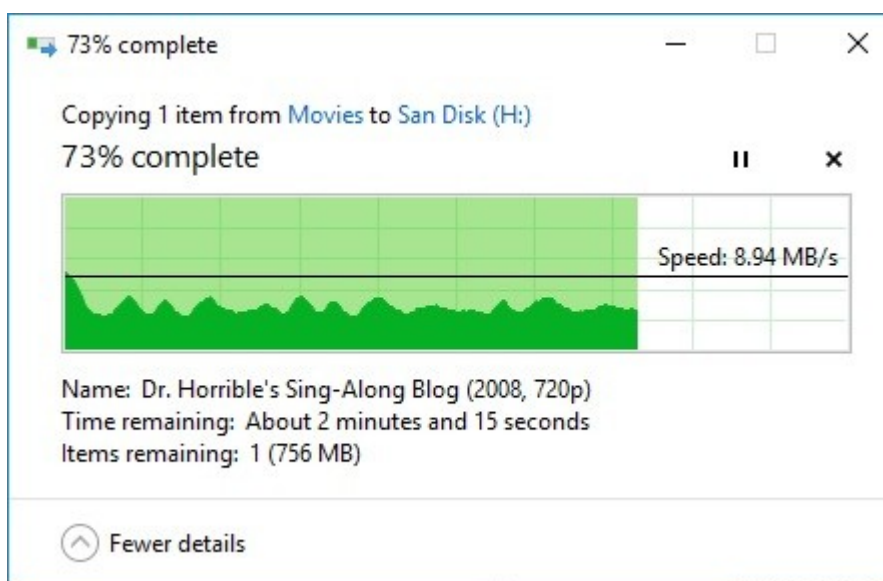 73% complete
Copying 1 item from Movies to San Disk (H:)
73% complete
Speed: 8.94 MB/s
Name: Dr. Horrible's Sing-Along Blog (2008, 720p)
Time remaining: About 2 minutes and 15 seconds
Items remaining: 1 (756 MB)
Fewer details